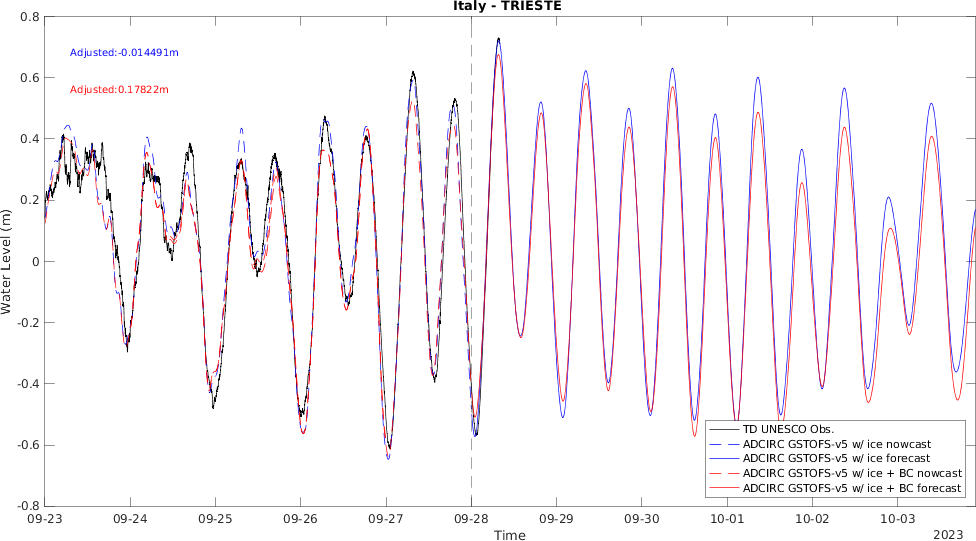 Italy - TRIESTE
Adjusted:-0.014491m
Adjusted:0.17822m
Water Level (m)
0.8
0.6
0.4
0.2
0
-0.2
-0.4
-0.6
-0.8
TD UNESCO Obs.
ADCIRC GSTOFS-v5 w/ ice nowcast
ADCIRC GSTOFS-v5 w/ ice forecast
ADCIRC GSTOFS-v5 w/ ice + BC nowcast
ADCIRC GSTOFS-v5 w/ ice + BC forecast
09-23 09-24 09-25 09-26 09-27 09-28 09-29 09-30 10-01 10-02 10-03
Time
2023